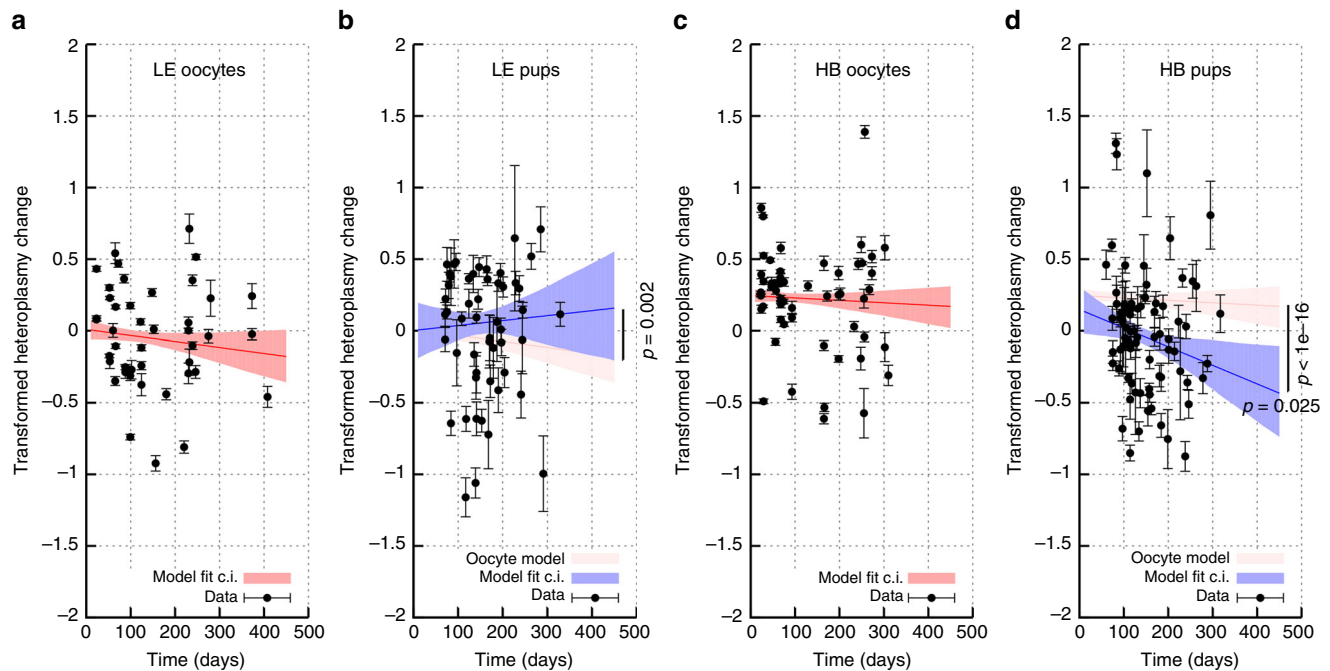 a
LE oocytes
Transformed heteroplasmy change
2
1.5
1
0.5
0
−0.5
−1
−1.5
−2
Model fit c.i.
Data
0 100 200 300 400 500
Time (days)
b
LE pups
Transformed heteroplasmy change
2
1.5
1
0.5
0
−0.5
−1
−1.5
−2
p = 0.002
Oocyte model
Model fit c.i.
Data
0 100 200 300 400 500
Time (days)
c
HB oocytes
Transformed heteroplasmy change
2
1.5
1
0.5
0
−0.5
−1
−1.5
−2
Model fit c.i.
Data
0 100 200 300 400 500
Time (days)
d
HB pups
Transformed heteroplasmy change
2
1.5
1
0.5
0
−0.5
−1
−1.5
−2
p < 1e−16
p = 0.025
Oocyte model
Model fit c.i.
Data
0 100 200 300 400 500
Time (days)